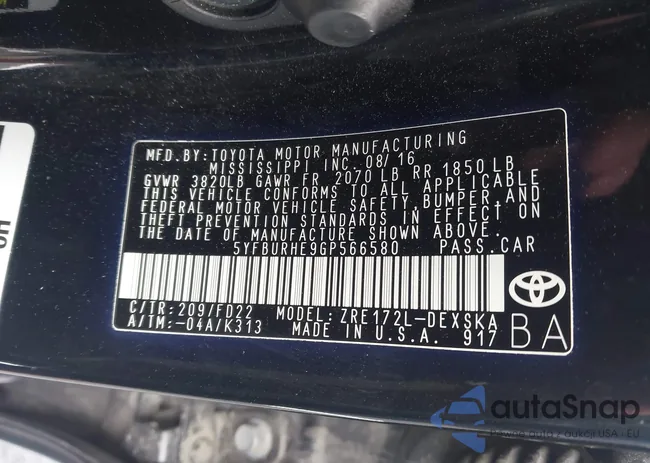 MFD.BY: TOYOTA MOTOR MANUFACTURING
MISSISSIPPI INC. 08/16
GVWR 3820LB GAWR FR 2070 LB RR 1850 LB
THIS VEHICLE CONFORMS TO ALL APPLICABLE
FEDERAL MOTOR VEHICLE SAFETY, BUMPER, AND
THEFT PREVENTION STANDARDS IN EFFECT ON
THE DATE OF MANUFACTURE SHOWN ABOVE.
5YFBURHE9GP566580 PASS.CAR
C/TR: 209/FD22 MODEL: ZRE172L-DEXSKA
A/TM: -04A/K313 MADE IN U.S.A. 917 BA
autaSnap